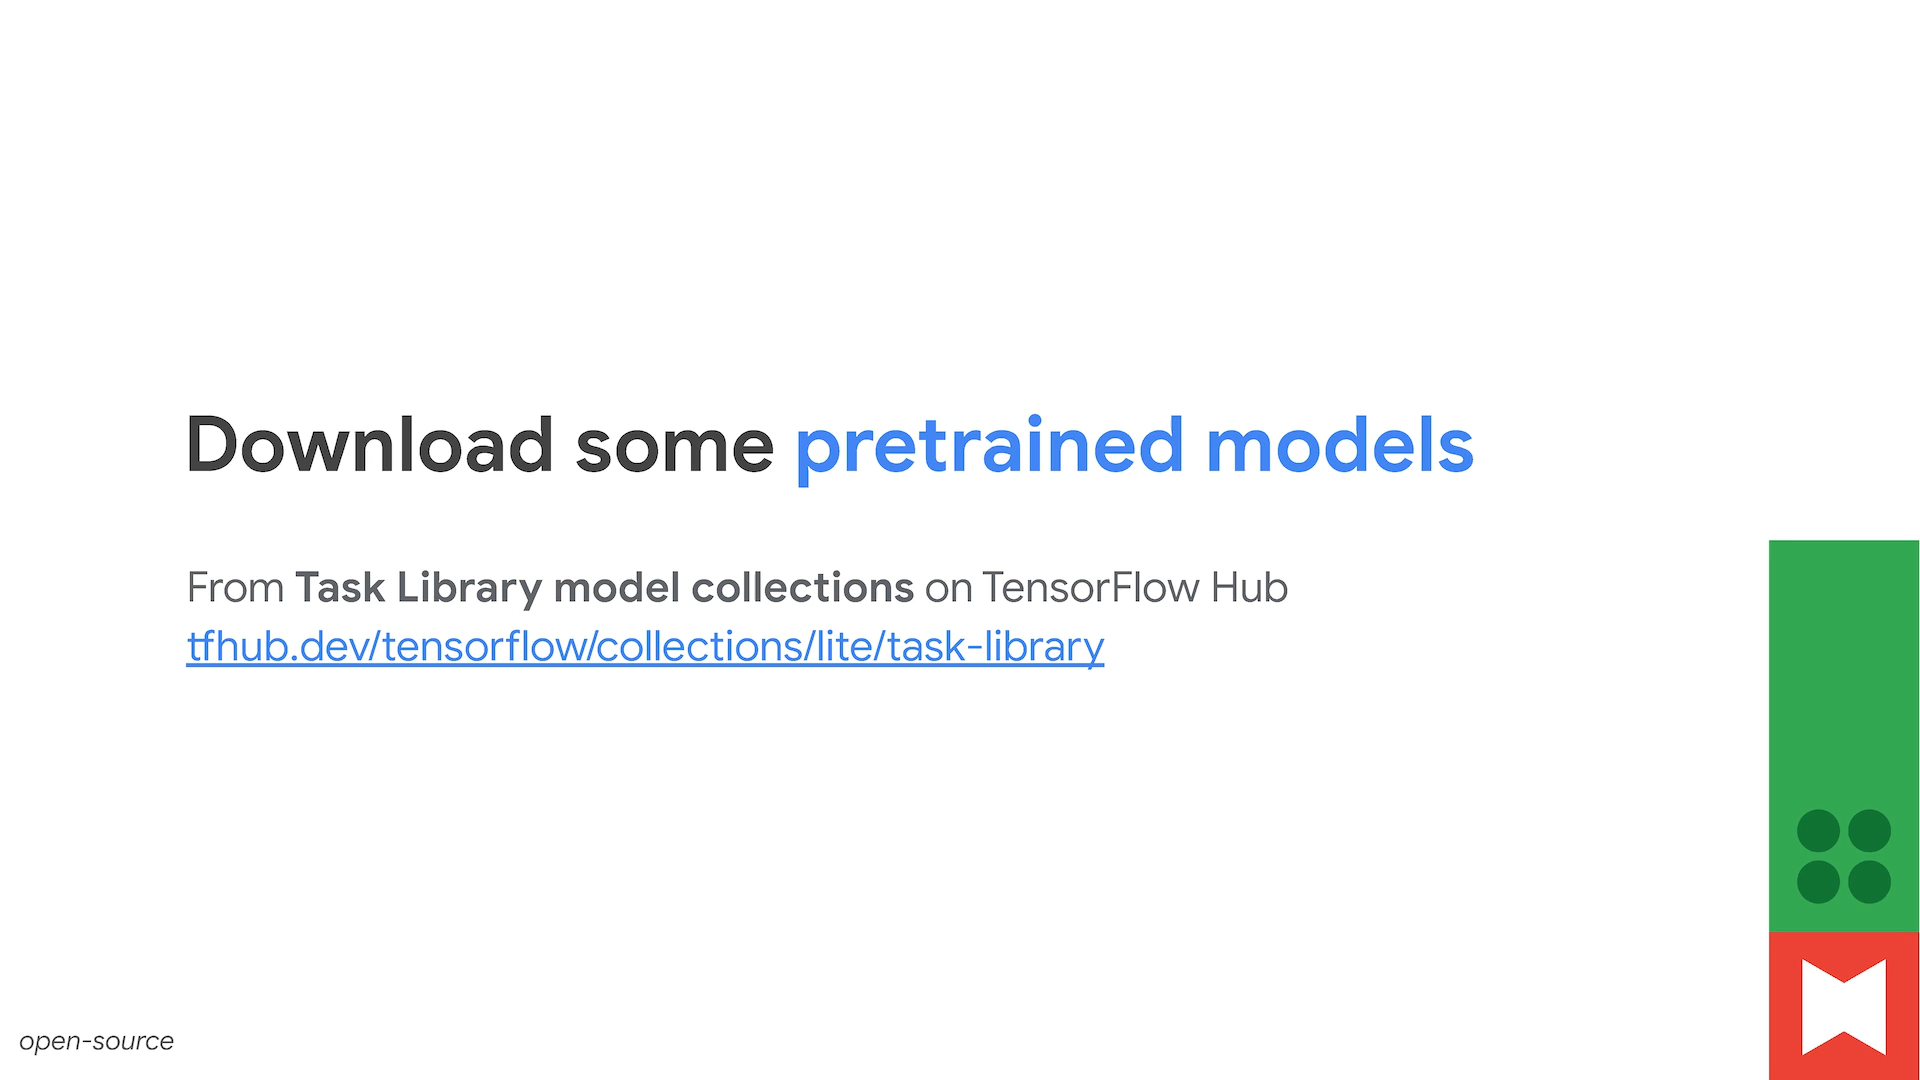 Download some pretrained models
From Task Library model collections on TensorFlow Hub
tfhub.dev/tensorflow/collections/lite/task-library
open-source